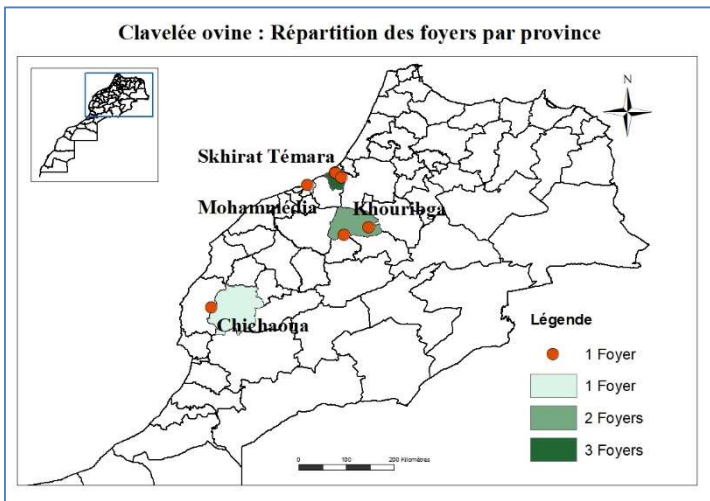 Clavelée ovine : Répartition des foyers par province
N
Skhirat Témara
Mohammédia
Khouribga
Chichaoua
Légende
1 Foyer
1 Foyer
2 Foyers
3 Foyers
0 100 200 Kilomètres